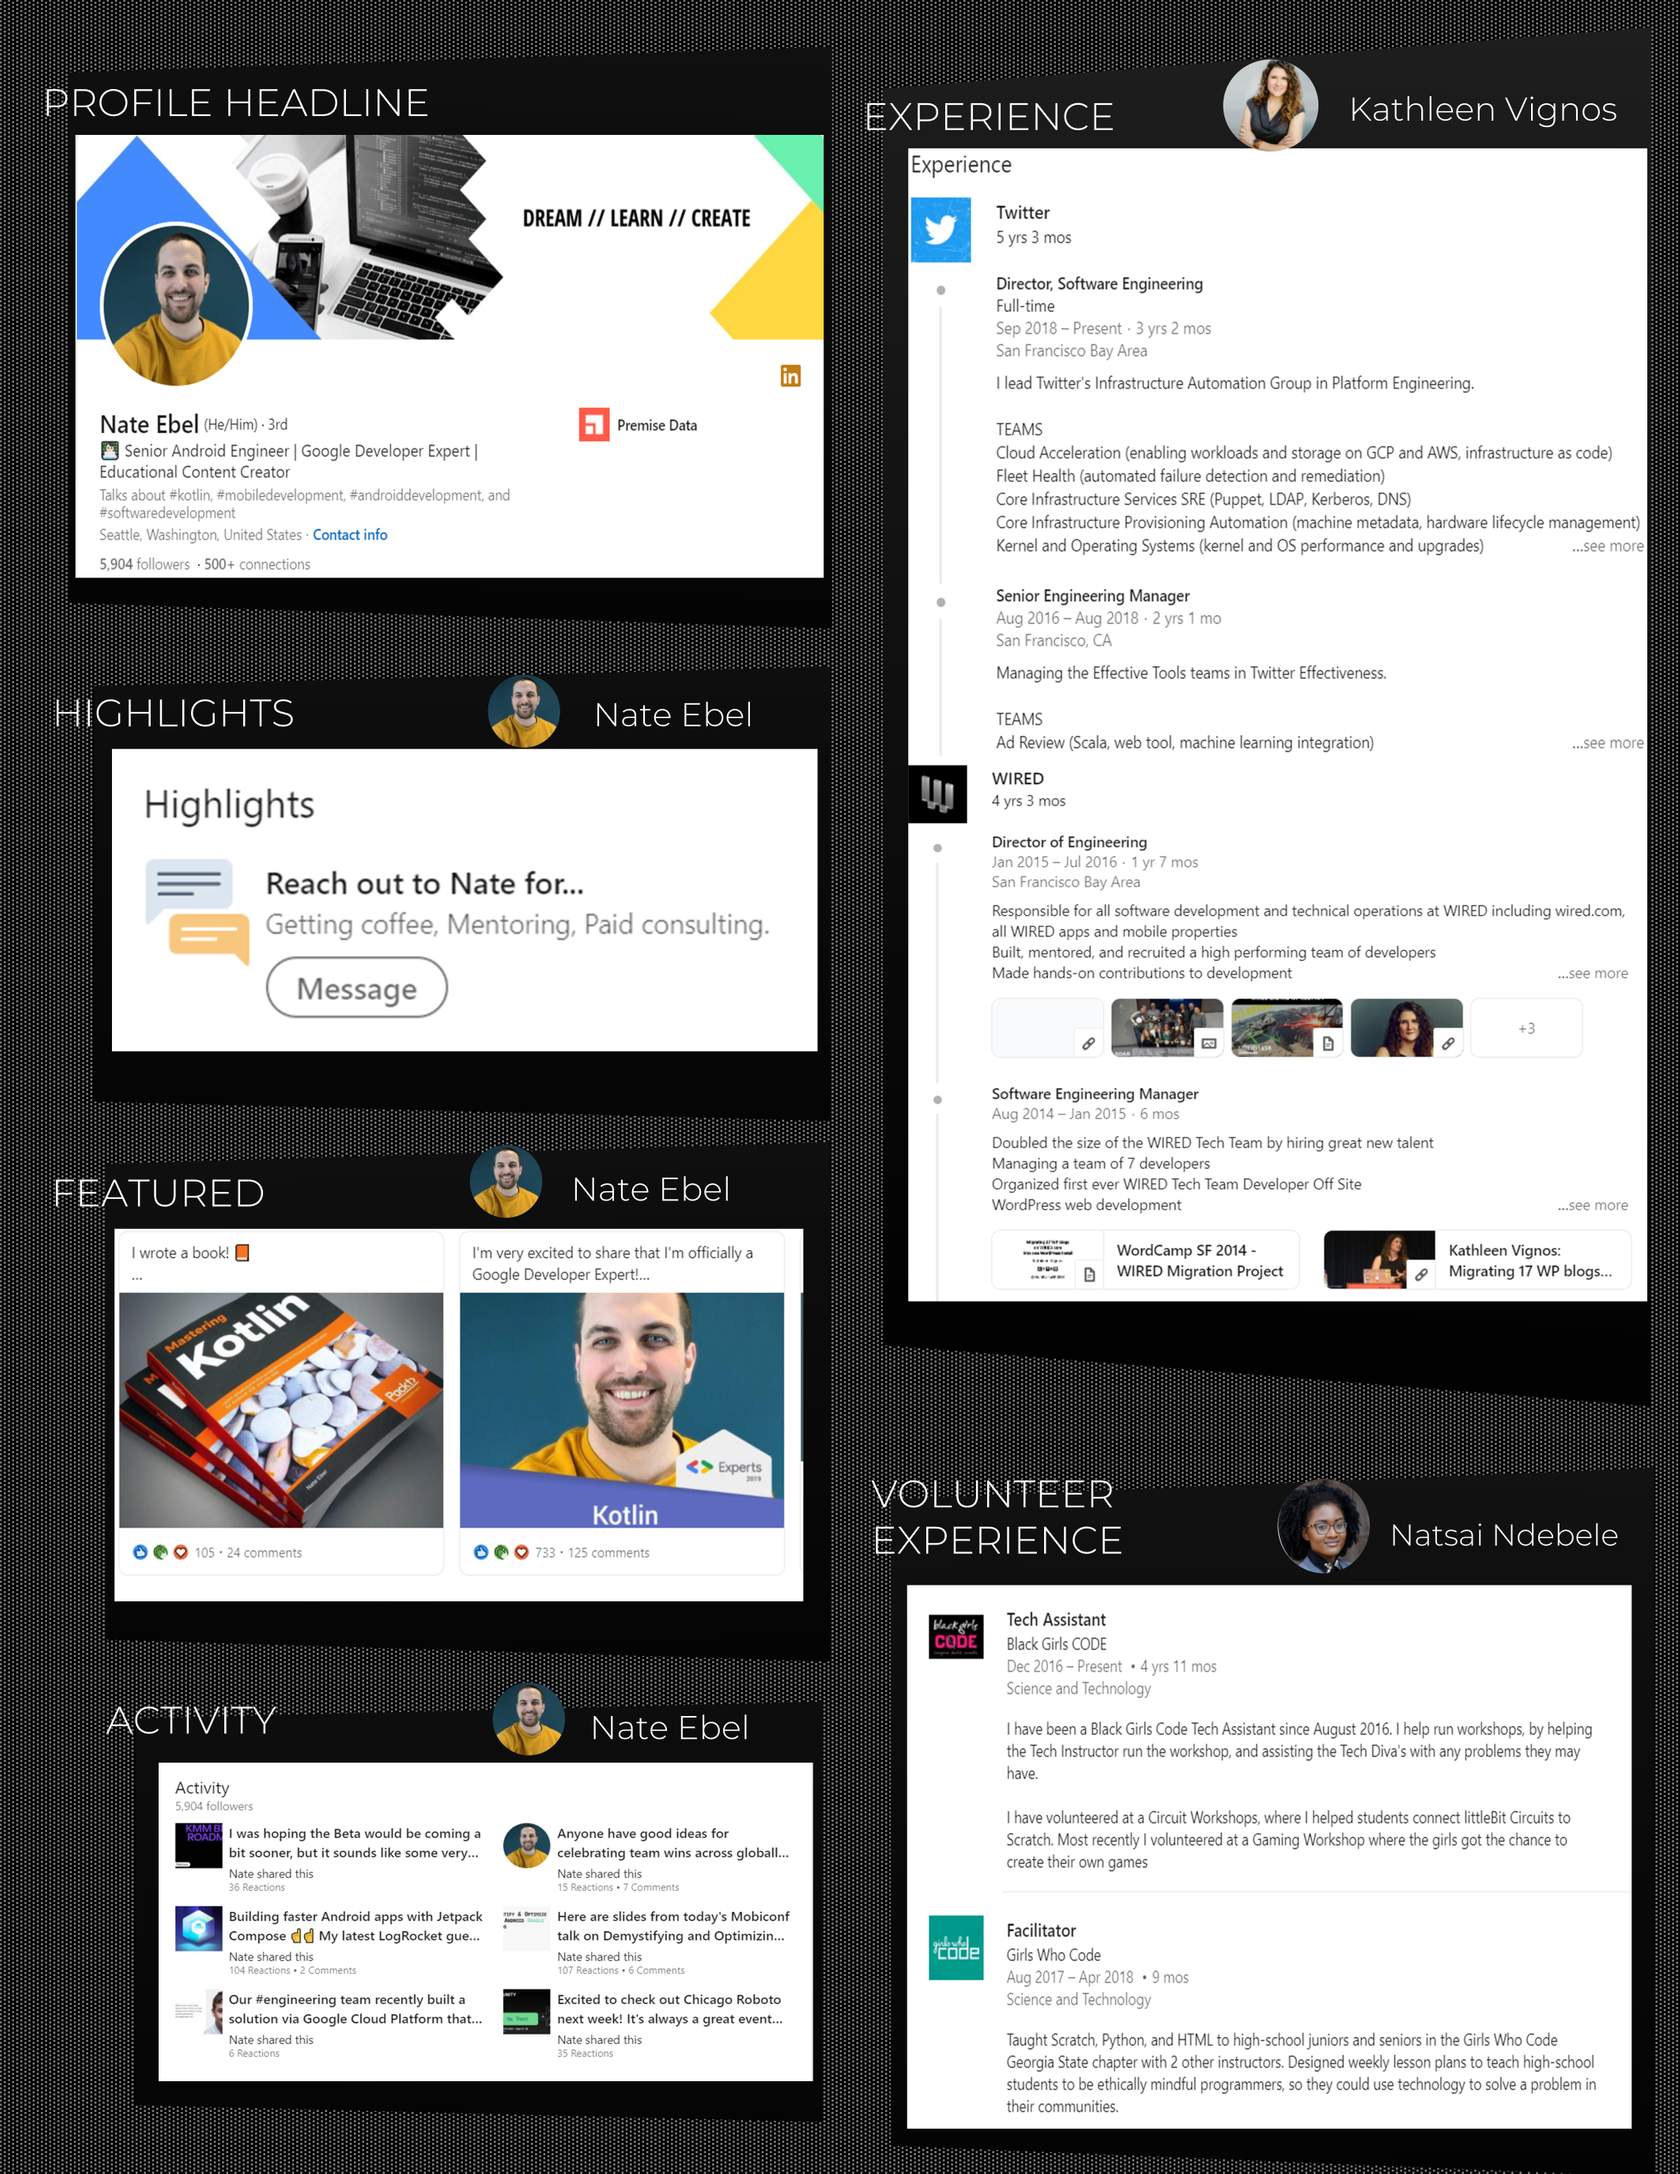 PROFILE HEADLINE
DREAM // LEARN // CREATE
in
Nate Ebel (He/Him) · 3rd
Premise Data
Senior Android Engineer | Google Developer Expert |
Educational Content Creator
Talks about #kotlin, #mobiledevelopment, #androiddevelopment, and
#softwaredevelopment
Seattle, Washington, United States · Contact info
5,904 followers · 500+ connections
HIGHLIGHTS
Nate Ebel
Highlights
Reach out to Nate for...
Getting coffee, Mentoring, Paid consulting.
Message
FEATURED
Nate Ebel
I wrote a book!
...
Mastering
Kotlin
Packt
Nate Ebel
105 · 24 comments
I'm very excited to share that I'm officially a
Google Developer Expert!...
Experts
2019
Kotlin
733 · 125 comments
ACTIVITY
Nate Ebel
Activity
5,904 followers
I was hoping the Beta would be coming a
bit sooner, but it sounds like some very...
Nate shared this
36 Reactions
Anyone have good ideas for
celebrating team wins across globall...
Nate shared this
15 Reactions • 7 Comments
Building faster Android apps with Jetpack
Compose My latest LogRocket gue...
Nate shared this
104 Reactions • 2 Comments
Here are slides from today's Mobiconf
talk on Demystifying and Optimizin...
Nate shared this
107 Reactions • 6 Comments
Our #engineering team recently built a
solution via Google Cloud Platform that...
Nate shared this
6 Reactions
Excited to check out Chicago Roboto
next week! It's always a great event...
Nate shared this
35 Reactions
EXPERIENCE
Kathleen Vignos
Experience
Twitter
5 yrs 3 mos
Director, Software Engineering
Full-time
Sep 2018 – Present · 3 yrs 2 mos
San Francisco Bay Area
I lead Twitter's Infrastructure Automation Group in Platform Engineering.
TEAMS
Cloud Acceleration (enabling workloads and storage on GCP and AWS, infrastructure as code)
Fleet Health (automated failure detection and remediation)
Core Infrastructure Services SRE (Puppet, LDAP, Kerberos, DNS)
Core Infrastructure Provisioning Automation (machine metadata, hardware lifecycle management)
Kernel and Operating Systems (kernel and OS performance and upgrades) ...see more
Senior Engineering Manager
Aug 2016 – Aug 2018 · 2 yrs 1 mo
San Francisco, CA
Managing the Effective Tools teams in Twitter Effectiveness.
TEAMS
Ad Review (Scala, web tool, machine learning integration) ...see more
WIRED
4 yrs 3 mos
Director of Engineering
Jan 2015 – Jul 2016 · 1 yr 7 mos
San Francisco Bay Area
Responsible for all software development and technical operations at WIRED including wired.com,
all WIRED apps and mobile properties
Built, mentored, and recruited a high performing team of developers
Made hands-on contributions to development ...see more
+3
Software Engineering Manager
Aug 2014 – Jan 2015 · 6 mos
Doubled the size of the WIRED Tech Team by hiring great new talent
Managing a team of 7 developers
Organized first ever WIRED Tech Team Developer Off Site
WordPress web development ...see more
WordCamp SF 2014 -
WIRED Migration Project
Kathleen Vignos:
Migrating 17 WP blogs...
VOLUNTEER
EXPERIENCE
Natsai Ndebele
black girls
CODE
Tech Assistant
Black Girls CODE
Dec 2016 – Present • 4 yrs 11 mos
Science and Technology
I have been a Black Girls Code Tech Assistant since August 2016. I help run workshops, by helping
the Tech Instructor run the workshop, and assisting the Tech Diva's with any problems they may
have.
I have volunteered at a Circuit Workshops, where I helped students connect littleBit Circuits to
Scratch. Most recently I volunteered at a Gaming Workshop where the girls got the chance to
create their own games
girls who
code
Facilitator
Girls Who Code
Aug 2017 – Apr 2018 • 9 mos
Science and Technology
Taught Scratch, Python, and HTML to high-school juniors and seniors in the Girls Who Code
Georgia State chapter with 2 other instructors. Designed weekly lesson plans to teach high-school
students to be ethically mindful programmers, so they could use technology to solve a problem in
their communities.